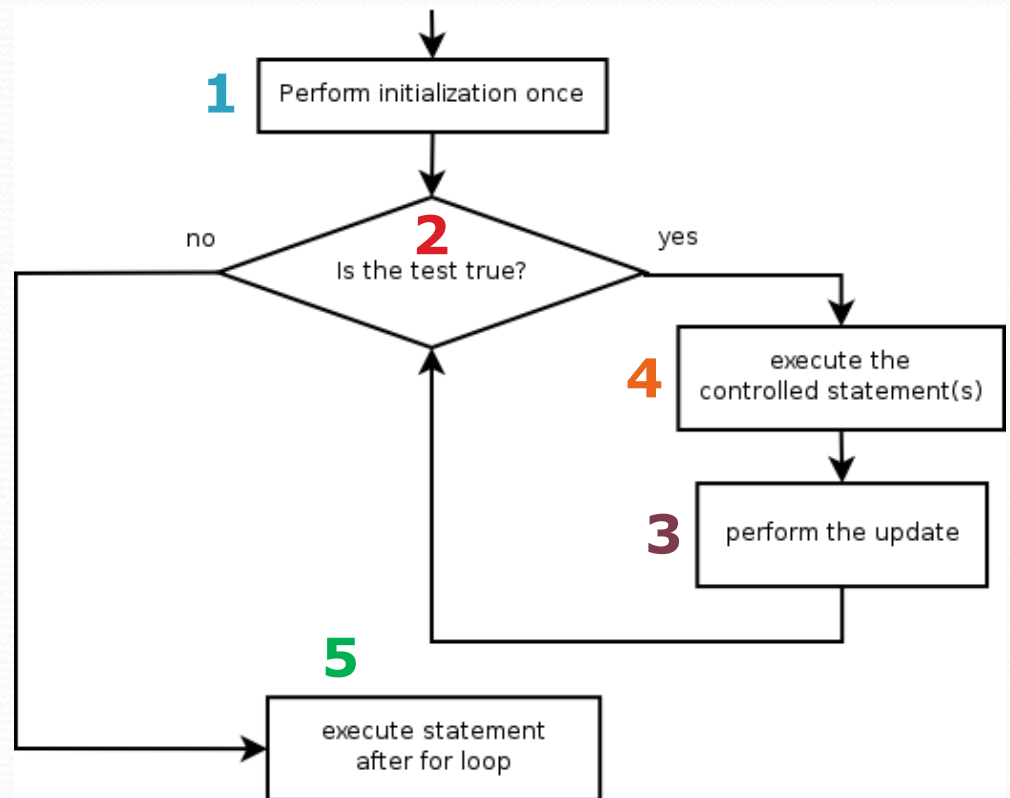 1
Perform initialization once
no
2
yes
Is the test true?
4
execute the
controlled statement(s)
3
perform the update
5
execute statement
after for loop